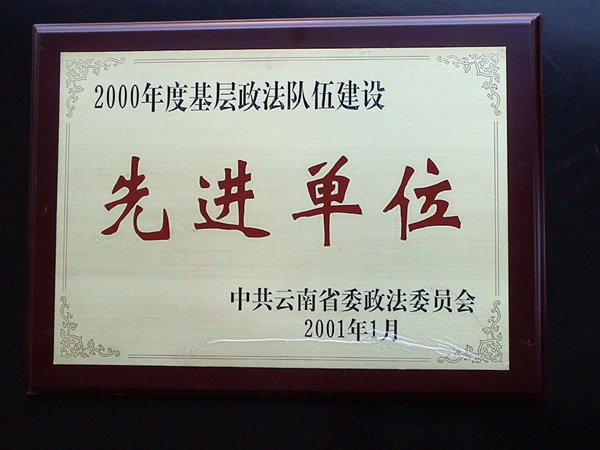 2000年度基层政法队伍建设
先进单位
中共云南省委政法委员会
2001年1月